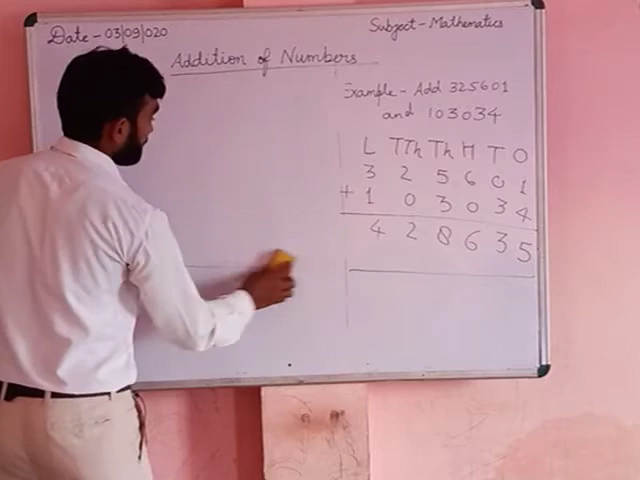 Date - 03/09/020
Subject - Mathematics
Addition of Numbers
Example - Add 325601
and 103034
L TTh Th H T O
3 2 5 6 0 1
+ 1 0 3 0 3 4
4 2 8 6 3 5